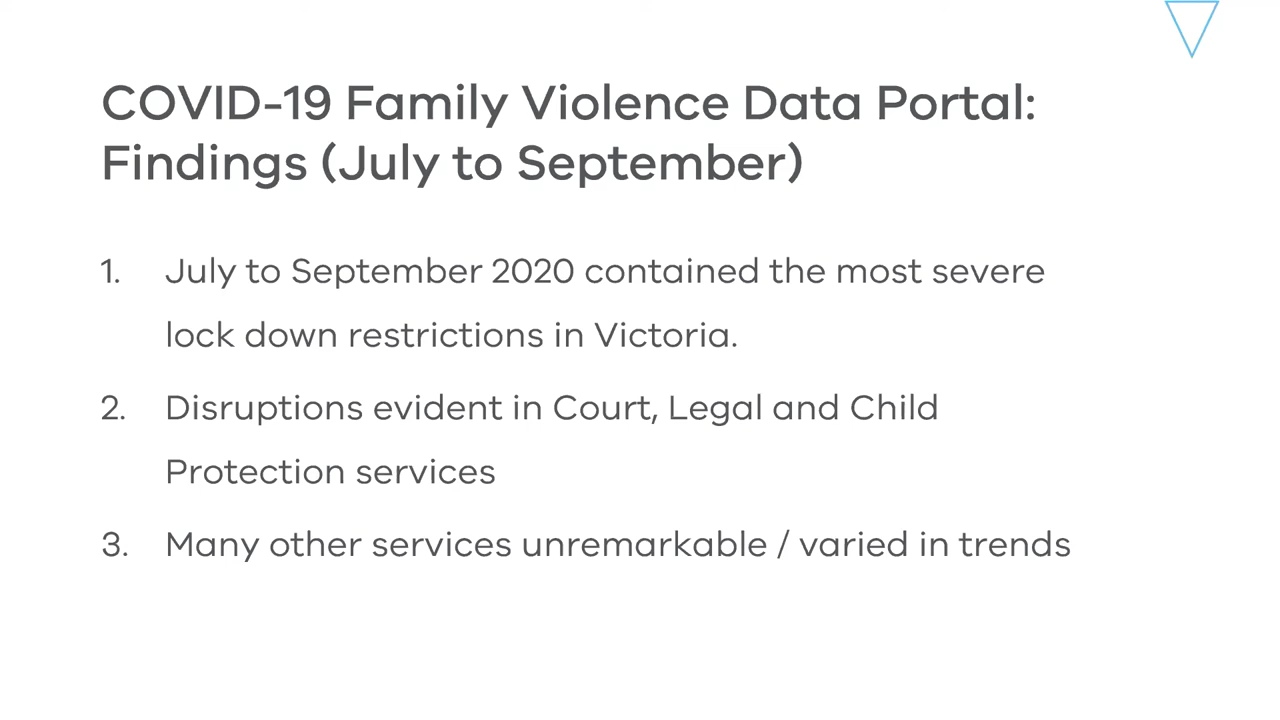 COVID-19 Family Violence Data Portal:
Findings (July to September)
1. July to September 2020 contained the most severe
lock down restrictions in Victoria.
2. Disruptions evident in Court, Legal and Child
Protection services
3. Many other services unremarkable / varied in trends